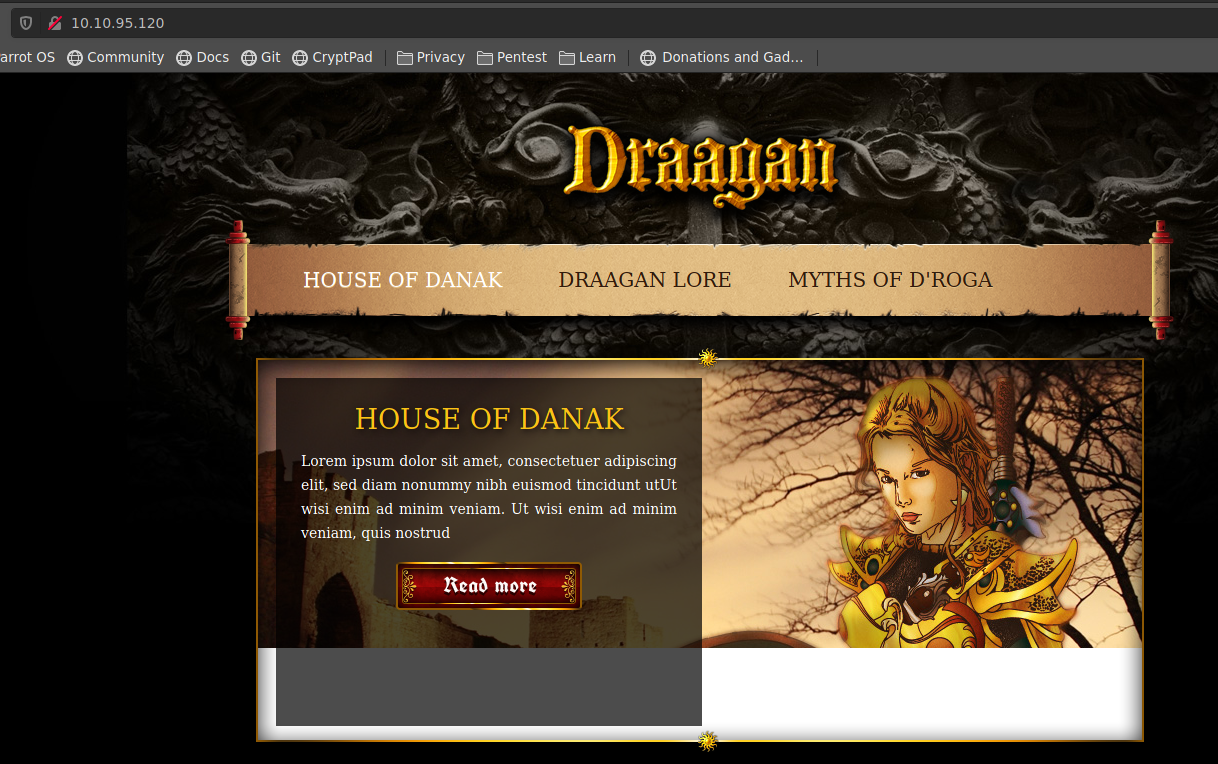 10.10.95.120
arrot OS Community Docs Git CryptPad Privacy Pentest Learn Donations and Gad...
Draagan
HOUSE OF DANAK DRAAGAN LORE MYTHS OF D'ROGA
HOUSE OF DANAK
Lorem ipsum dolor sit amet, consectetuer adipiscing
elit, sed diam nonummy nibh euismod tincidunt utUt
wisi enim ad minim veniam. Ut wisi enim ad minim
veniam, quis nostrud
Read more